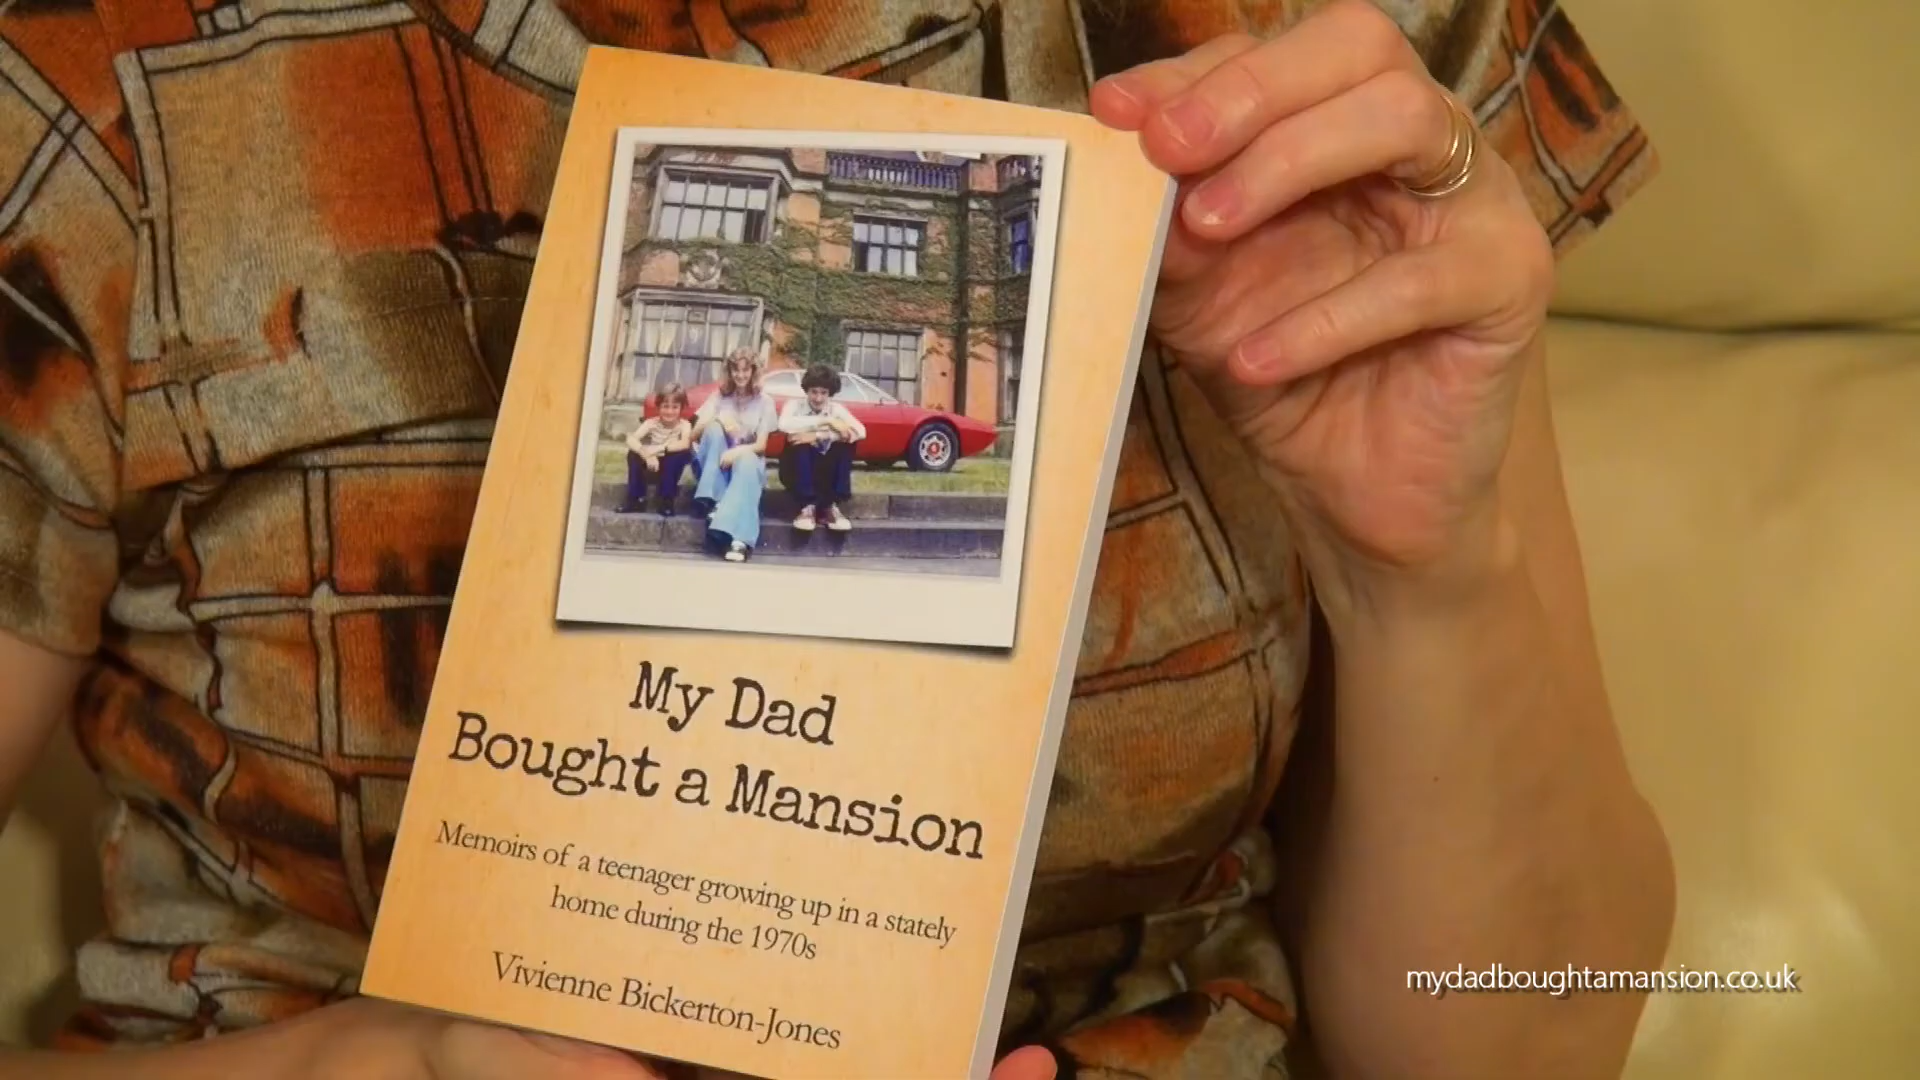 My Dad
Bought a Mansion
Memoirs of a teenager growing up in a stately
home during the 1970s
Vivienne Bickerton-Jones
mydadboughtamansion.co.uk